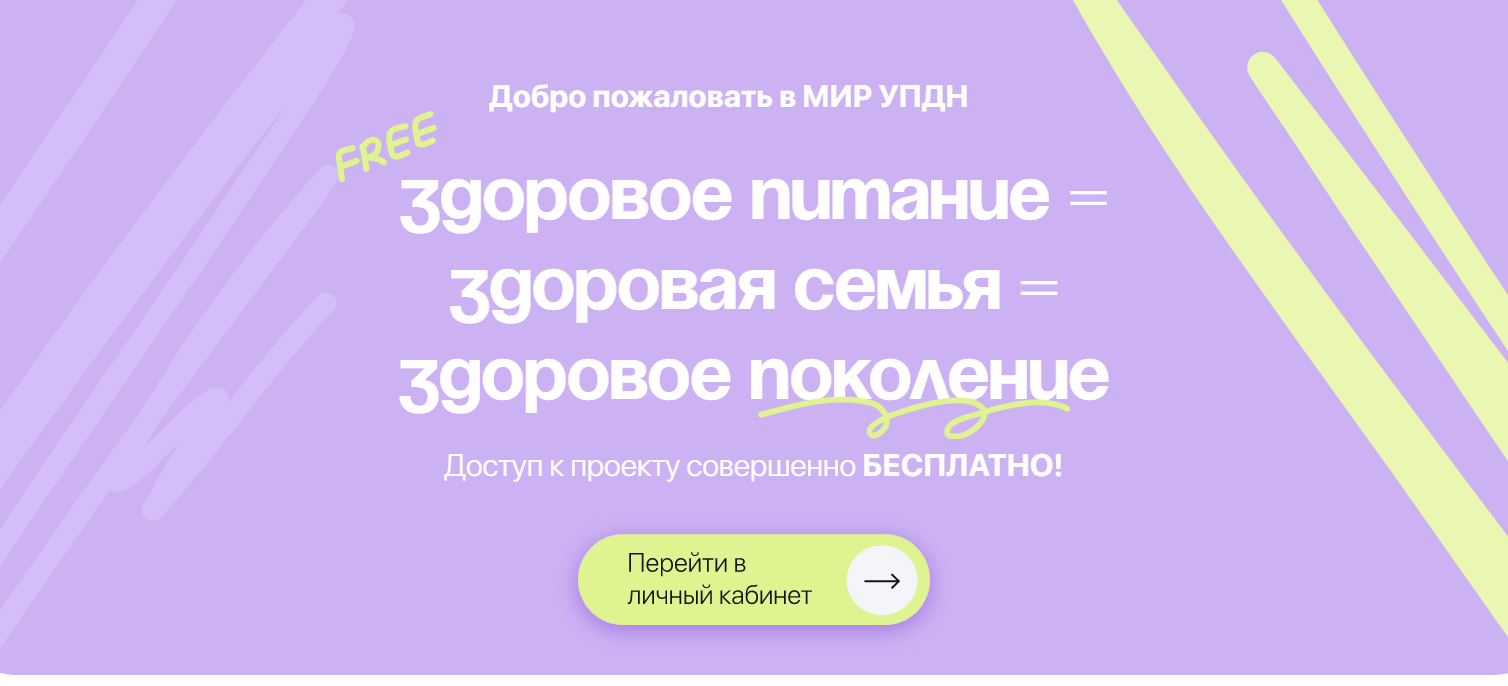 Добро пожаловать в МИР УПДН
FREE
здоровое питание =
здоровая семья =
здоровое поколение
Доступ к проекту совершенно БЕСПЛАТНО!
Перейти в
личный кабинет